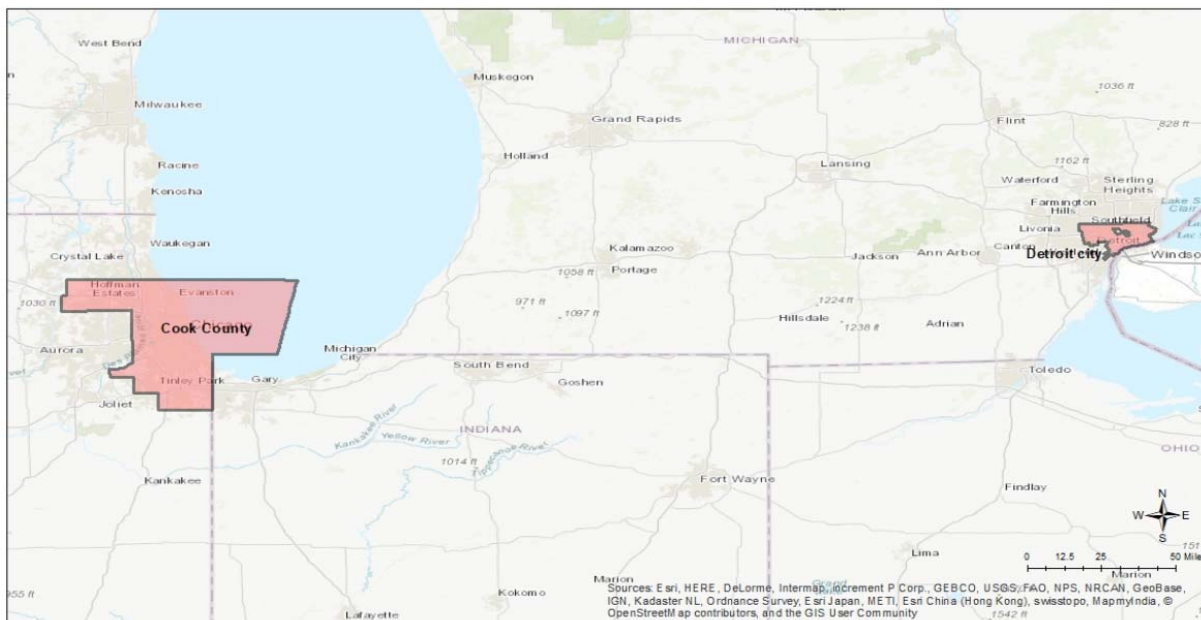 MICHIGAN
West Bend
Muskegon
1036 ft
Milwaukee
Grand Rapids
Flint
828 ft
Holland
Lansing
1162 ft
Racine
Waterford
Sterling
Heights
Kenosha
Farmington
Hills
Southfield
Livonia
Detroit
Waukegan
Kalamazoo
Canton
Detroit city
Crystal Lake
Jackson
Ann Arbor
Portage
1058 ft
Hoffman
Estates
Evanston
1030 ft
971 ft
1224 ft
1097 ft
Hillsdale
1238 ft
Adrian
Chicago
Cook County
Aurora
Michigan
City
South Bend
Toledo
Tinley Park
Gary
Goshen
Joliet
Kankakee River
Yellow River
INDIANA
Tippecanoe River
OHIO
1014 ft
Kankakee
Fort Wayne
Findlay
N
W
E
S
Lima
0 12.5 25 50
Marion
Marion
Kokomo
Lafayette
Sources: Esri, HERE, DeLorme, Intermap, increment P Corp., GEBCO, USGS, FAO, NPS, NRCAN, GeoBase,
IGN, Kadaster NL, Ordnance Survey, Esri Japan, METI, Esri China (Hong Kong), swisstopo, MapmyIndia, ©
OpenStreetMap contributors, and the GIS User Community
1542 ft